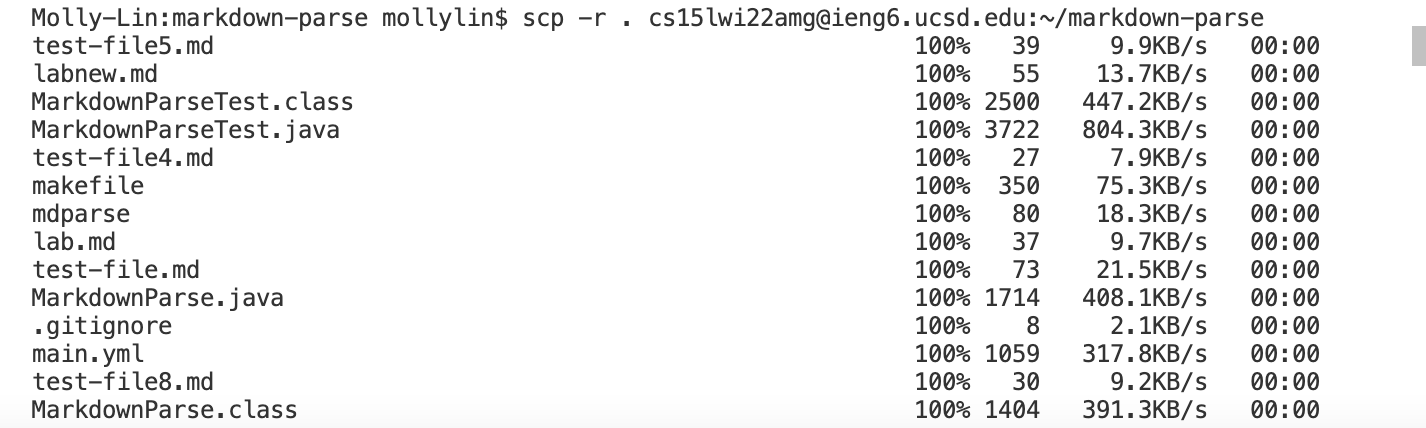 Molly-Lin:markdown-parse mollylin$ scp -r . cs15lwi22amg@ieng6.ucsd.edu:~/markdown-parse
test-file5.md 100% 39 9.9KB/s 00:00
labnew.md 100% 55 13.7KB/s 00:00
MarkdownParseTest.class 100% 2500 447.2KB/s 00:00
MarkdownParseTest.java 100% 3722 804.3KB/s 00:00
test-file4.md 100% 27 7.9KB/s 00:00
makefile 100% 350 75.3KB/s 00:00
mdparse 100% 80 18.3KB/s 00:00
lab.md 100% 37 9.7KB/s 00:00
test-file.md 100% 73 21.5KB/s 00:00
MarkdownParse.java 100% 1714 408.1KB/s 00:00
.gitignore 100% 8 2.1KB/s 00:00
main.yml 100% 1059 317.8KB/s 00:00
test-file8.md 100% 30 9.2KB/s 00:00
MarkdownParse.class 100% 1404 391.3KB/s 00:00